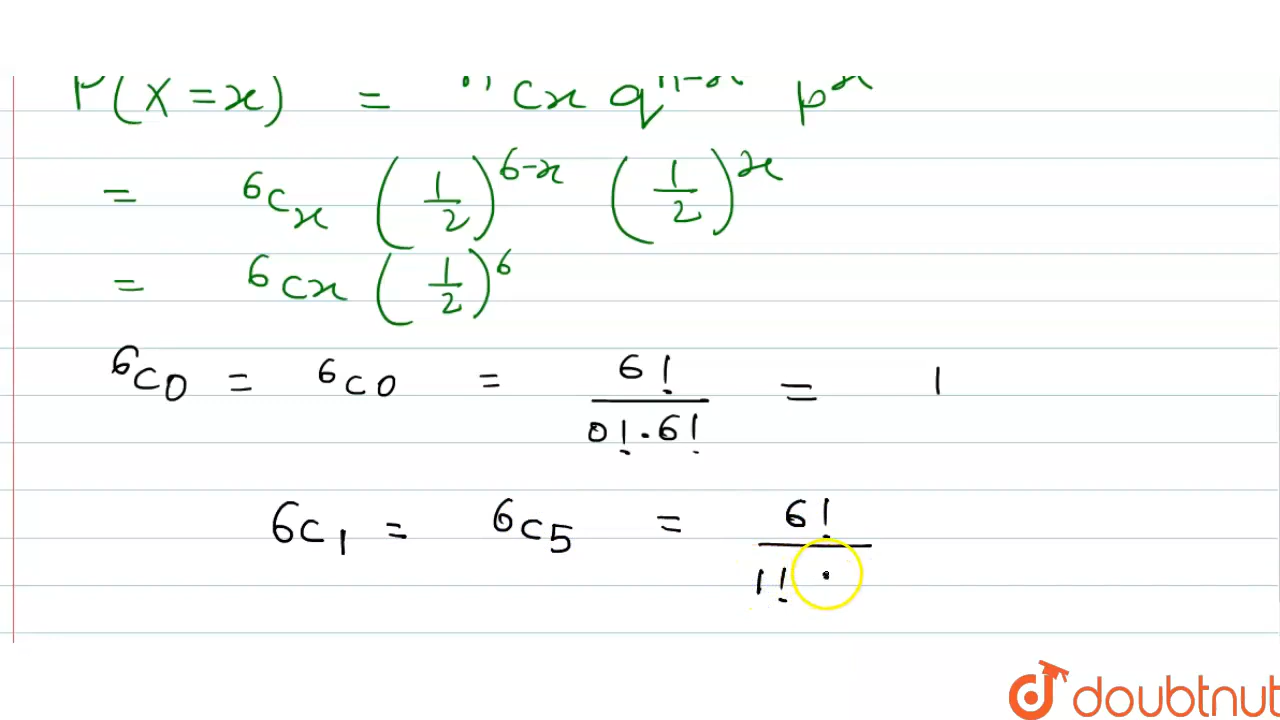 P(X=x) = ⁿCx qⁿ⁻ˣ pˣ
= ⁶Cx (1/2)⁶⁻ˣ (1/2)ˣ
= ⁶Cx (1/2)⁶
⁶C0 = ⁶C0 = 6!/0!·6! = 1
6C1 = ⁶C5 = 6!/1! ·
doubtnut